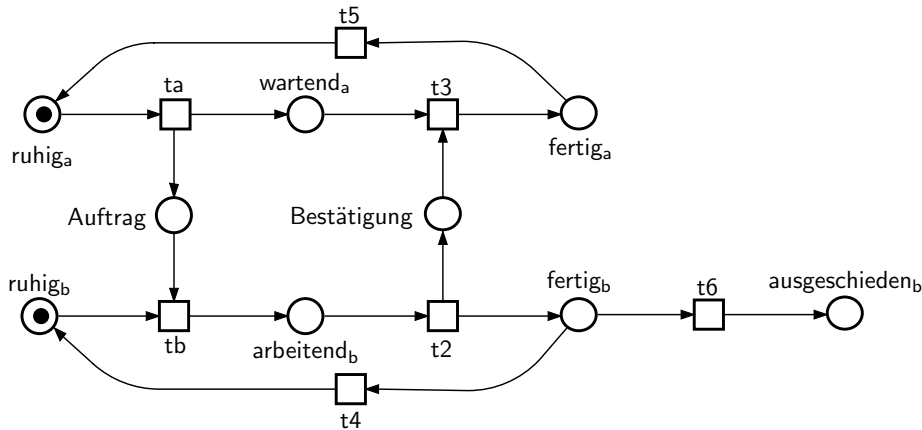 t5
ta
wartend_a
t3
ruhig_a
fertig_a
Auftrag
Bestätigung
ruhig_b
fertig_b
t6
ausgeschieden_b
tb
arbeitend_b
t2
t4